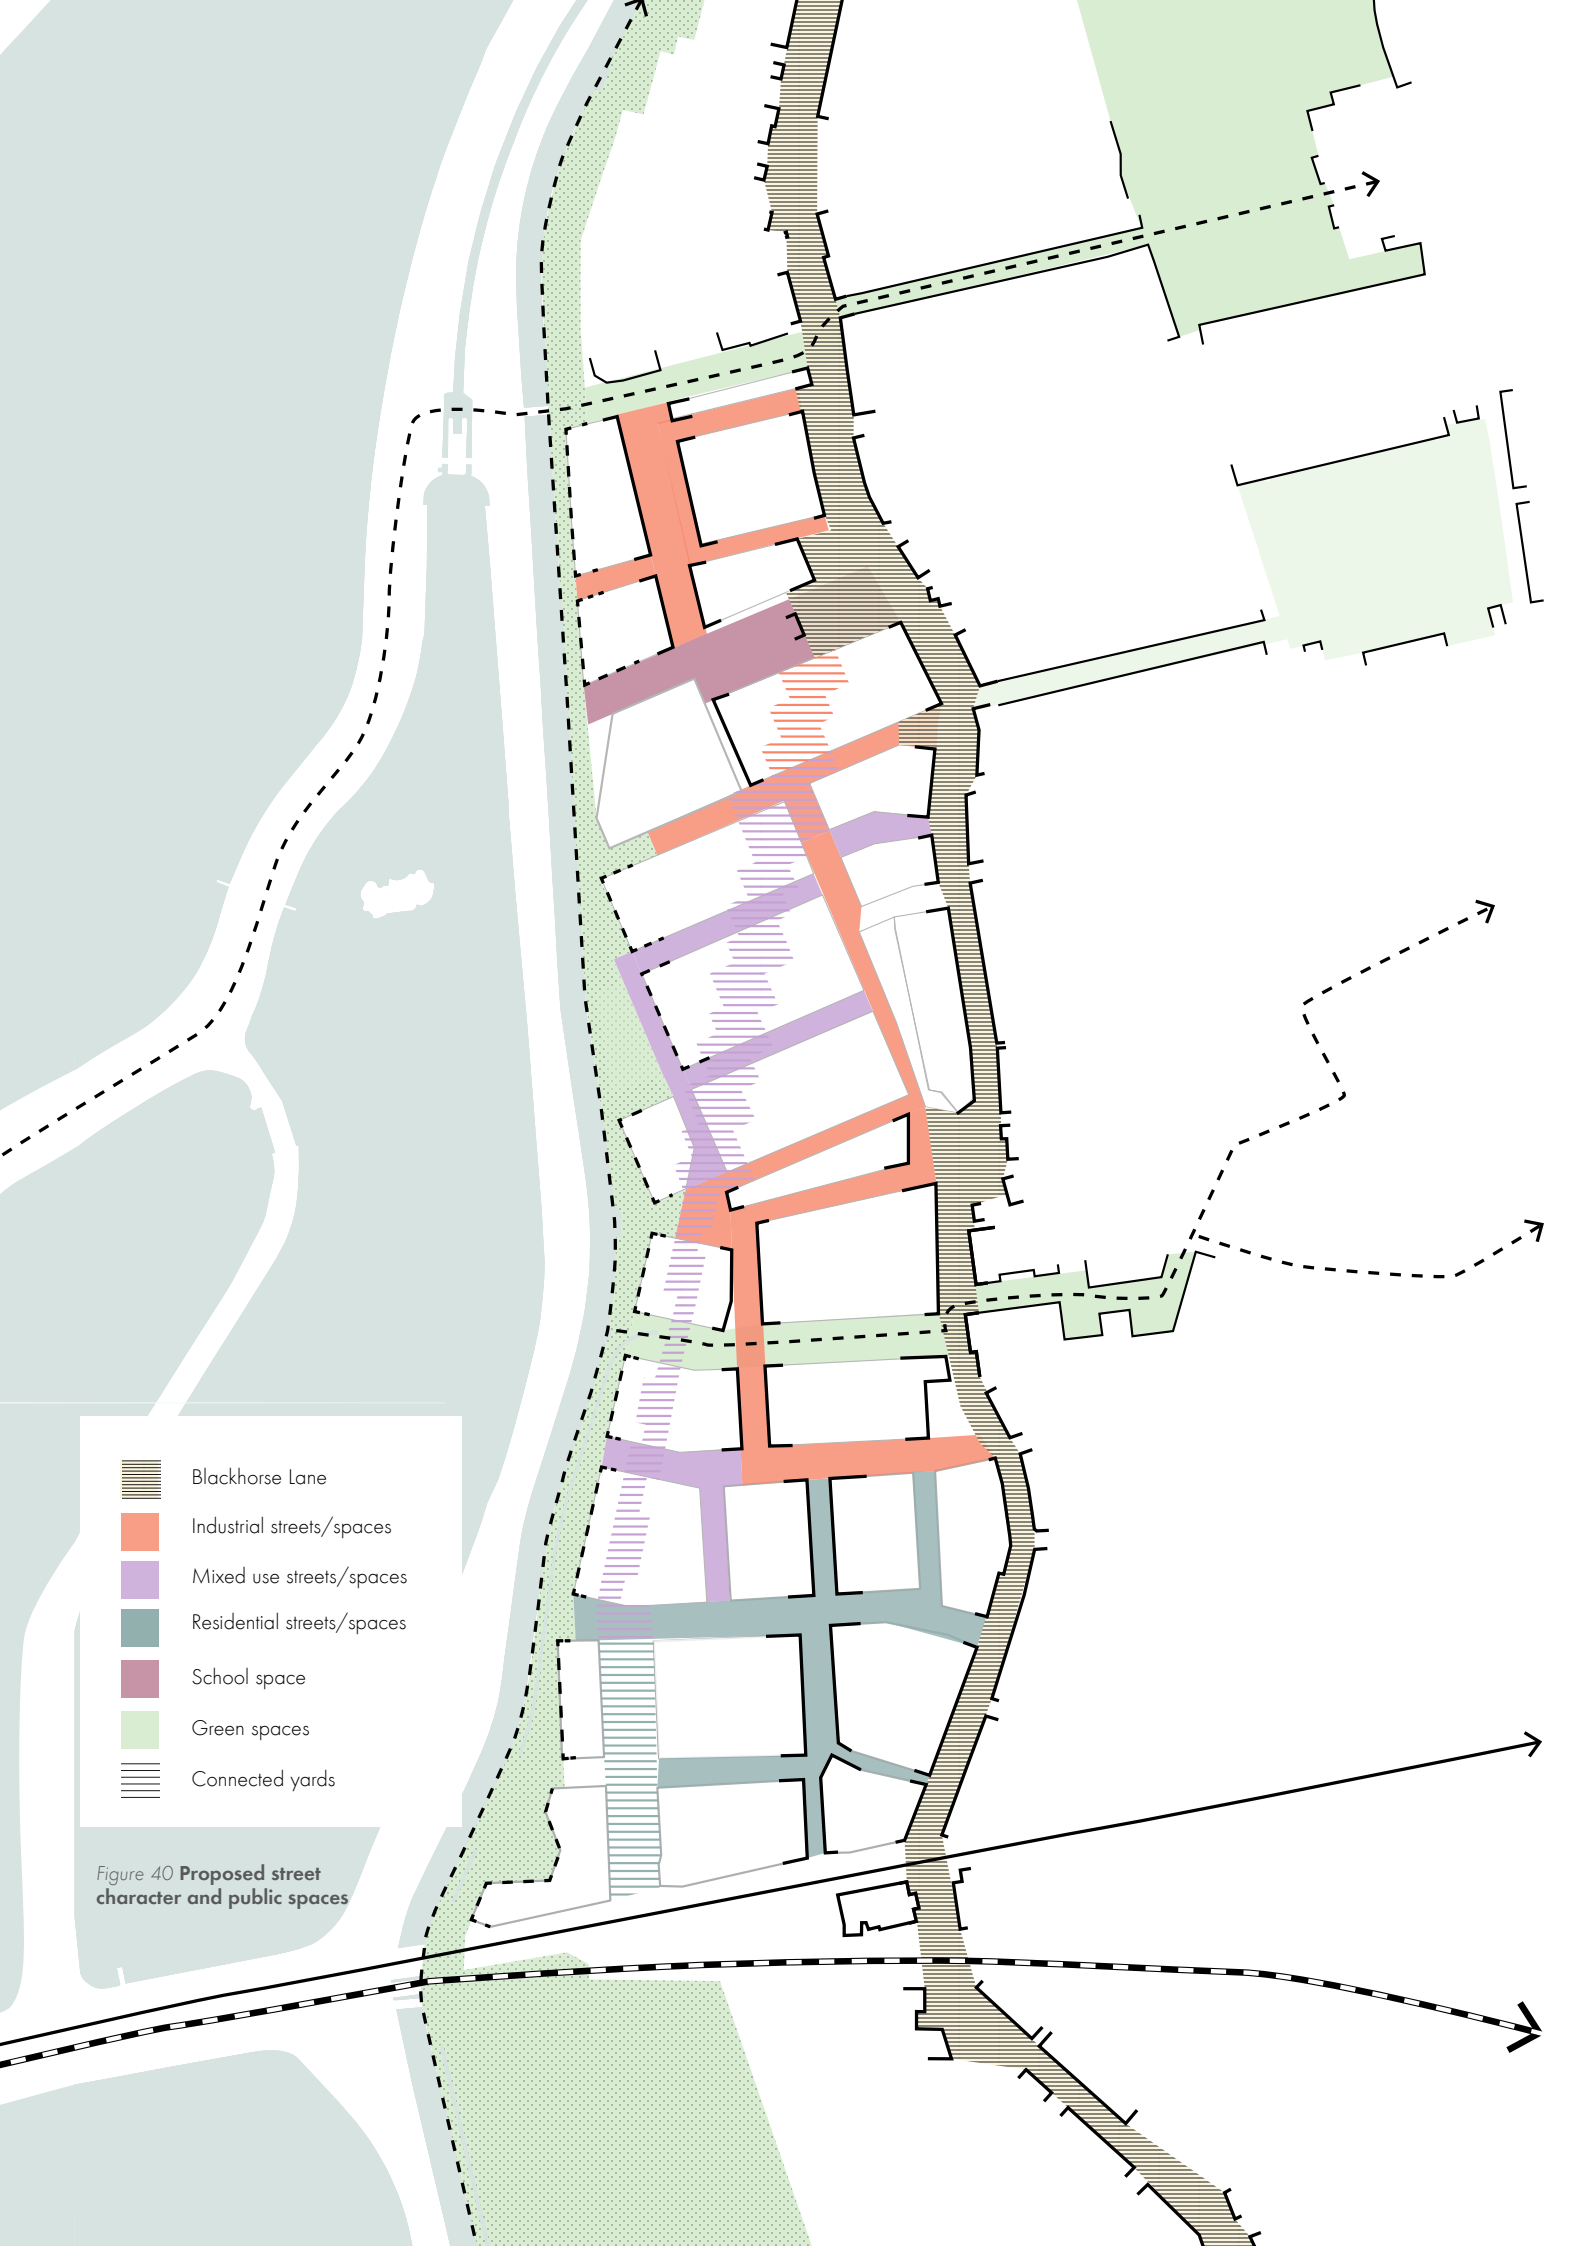 Blackhorse Lane
Industrial streets/spaces
Mixed use streets/spaces
Residential streets/spaces
School space
Green spaces
Connected yards
Figure 40 Proposed street
character and public spaces